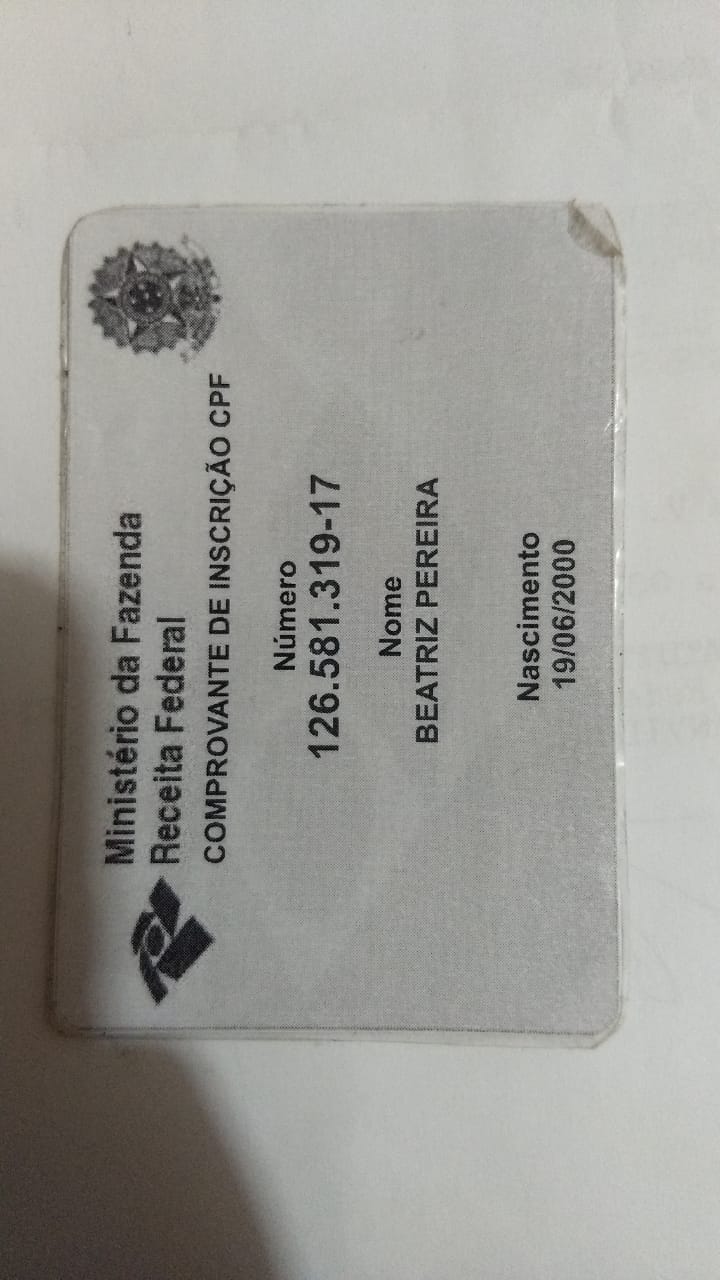 Ministério da Fazenda
Receita Federal
COMPROVANTE DE INSCRIÇÃO CPF
Número
126.581.319-17
Nome
BEATRIZ PEREIRA
Nascimento
19/06/2000